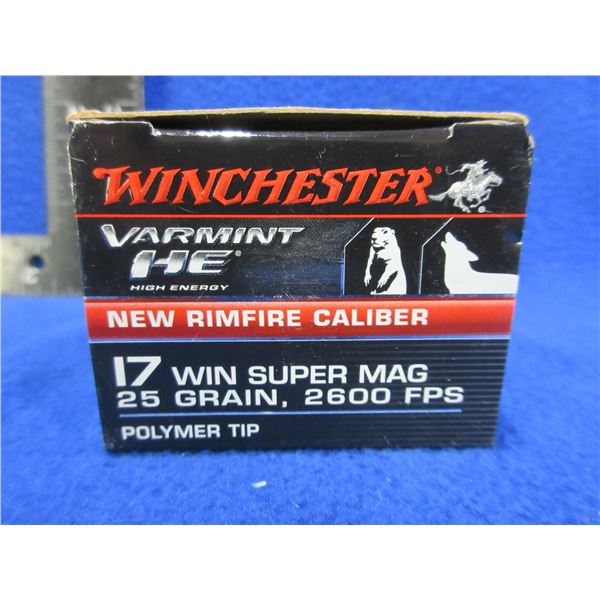 WINCHESTER
VARMINT
HE®
HIGH ENERGY
NEW RIMFIRE CALIBER
17 WIN SUPER MAG
25 GRAIN, 2600 FPS
POLYMER TIP